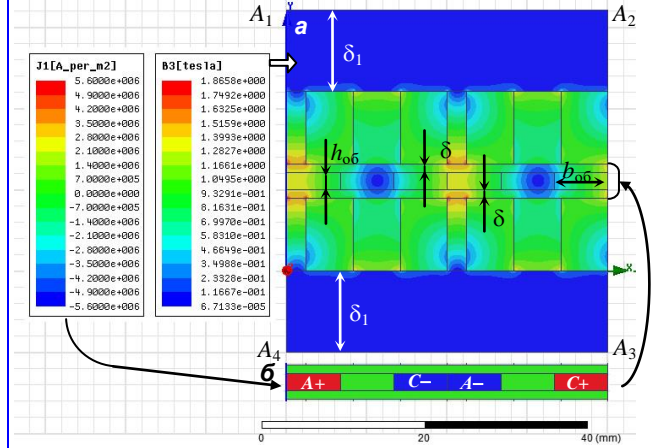 A1
A2
a
Y
δ1
J1[A_per_m2]
5.6000e+006
4.9000e+006
4.2000e+006
3.5000e+006
2.8000e+006
2.1000e+006
1.4000e+006
7.0000e+005
0.0000e+000
-7.0000e+005
-1.4000e+006
-2.1000e+006
-2.8000e+006
-3.5000e+006
-4.2000e+006
-4.9000e+006
-5.6000e+006
B3[tesla]
1.8658e+000
1.7492e+000
1.6325e+000
1.5159e+000
1.3993e+000
1.2827e+000
1.1661e+000
1.0495e+000
9.3291e-001
8.1631e-001
6.9970e-001
5.8310e-001
4.6649e-001
3.4988e-001
2.3328e-001
1.1667e-001
6.7133e-005
hоб
δ
bоб
δ
X
δ1
A4
A3
б
A+
C−
A−
C+
0
20
40 (mm)